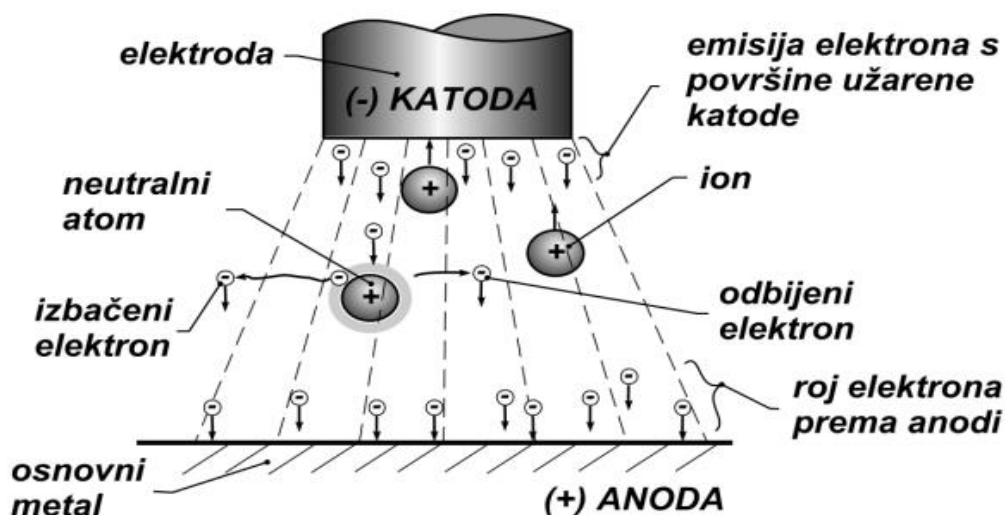 elektroda
(-) KATODA
emisija elektrona s
površine užarene
katode
neutralni
atom
ion
izbačeni
elektron
odbijeni
elektron
roj elektrona
prema anodi
osnovni
metal
(+) ANODA